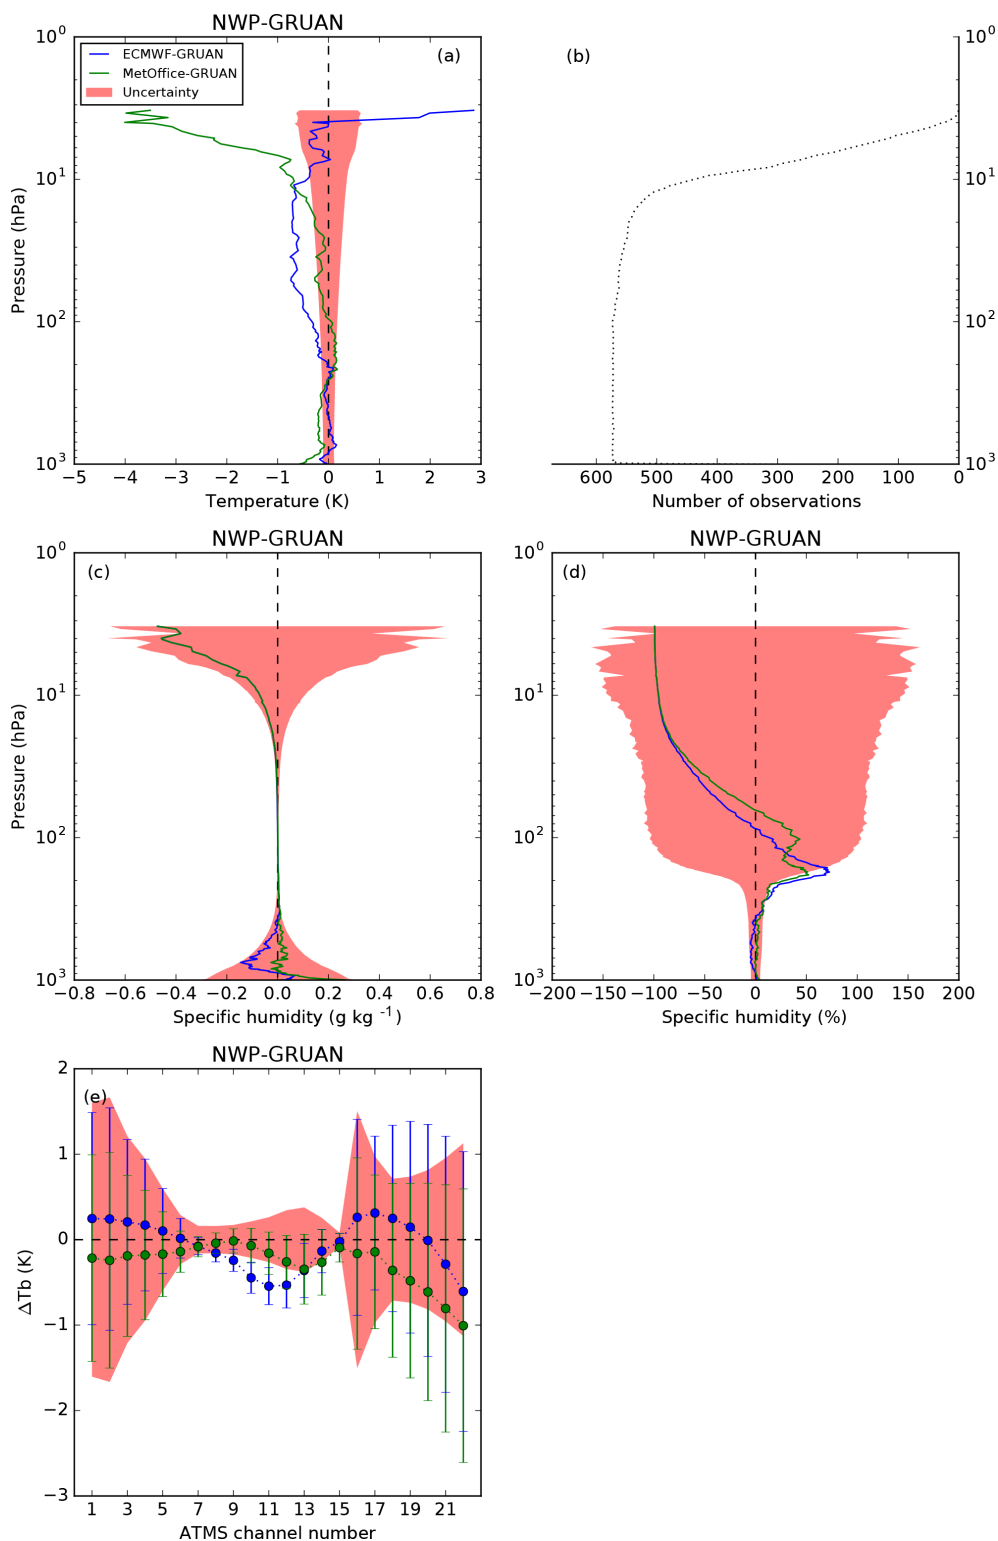 NWP-GRUAN
10^0
10^1
10^2
10^3
Pressure (hPa)
ECMWF-GRUAN
MetOffice-GRUAN
Uncertainty
(a)
−5 −4 −3 −2 −1 0 1 2 3
Temperature (K)
(b)
10^0
10^1
10^2
10^3
600 500 400 300 200 100 0
Number of observations
NWP-GRUAN
10^0
10^1
10^2
10^3
Pressure (hPa)
(c)
−0.8 −0.6 −0.4 −0.2 0.0 0.2 0.4 0.6 0.8
Specific humidity (g kg -1)
NWP-GRUAN
10^0
10^1
10^2
10^3
(d)
−200 −150 −100 −50 0 50 100 150 200
Specific humidity (%)
NWP-GRUAN
2
1
0
−1
−2
−3
ΔTb (K)
(e)
1 3 5 7 9 11 13 15 17 19 21
ATMS channel number